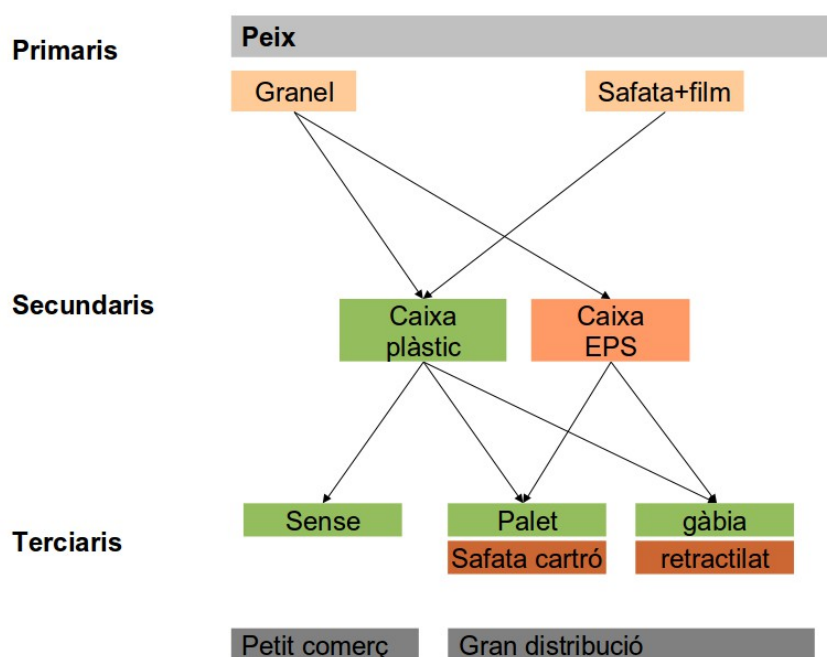 Primaris
Peix
Granel
Safata+film
Secundaris
Caixa
plàstic
Caixa
EPS
Terciaris
Sense
Palet
gàbia
Safata cartró
retractilat
Petit comerç
Gran distribució